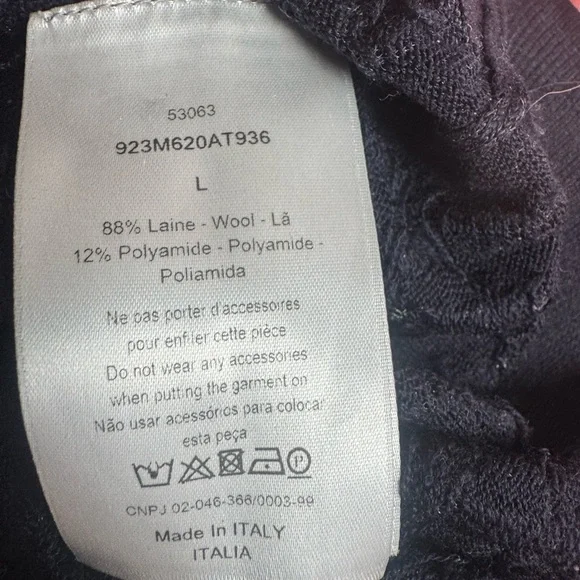 53063
923M620AT936
L
88% Laine - Wool - Lã
12% Polyamide - Polyamide -
Poliamida
Ne pas porter d'accessoires
pour enfiler cette pièce
Do not wear any accessories
when putting the garment on
Não usar acessórios para colocar
esta peça
P
CNPJ 02-046-366/0003-99
Made In ITALY
ITALIA